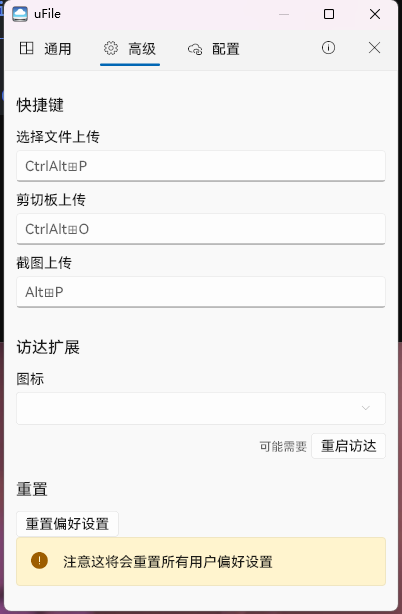 uFile
通用 高级 配置
快捷键
选择文件上传
CtrlAlt⊞P
剪切板上传
CtrlAlt⊞O
截图上传
Alt⊞P
访达扩展
图标
可能需要 重启访达
重置
重置偏好设置
注意这将会重置所有用户偏好设置